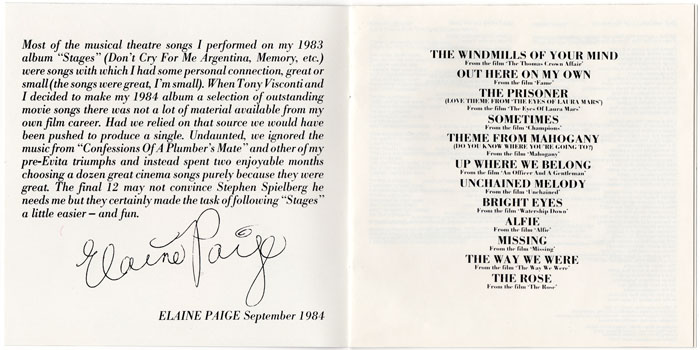 Most of the musical theatre songs I performed on my 1983
album “Stages” (Don't Cry For Me Argentina, Memory, etc.)
were songs with which I had some personal connection, great or
small (the songs were great, I'm small). When Tony Visconti and
I decided to make my 1984 album a selection of outstanding
movie songs there was not a lot of material available from my
own film career. Had we relied on that source we would have
been pushed to produce a single. Undaunted, we ignored the
music from “Confessions Of A Plumber's Mate” and other of my
pre-Evita triumphs and instead spent two enjoyable months
choosing a dozen great cinema songs purely because they were
great. The final 12 may not convince Stephen Spielberg he
needs me but they certainly made the task of following “Stages”
a little easier – and fun.
Elaine Paige
ELAINE PAIGE September 1984
THE WINDMILLS OF YOUR MIND
From the film ‘The Thomas Crown Affair’
OUT HERE ON MY OWN
From the film ‘Fame’
THE PRISONER
(LOVE THEME FROM ‘THE EYES OF LAURA MARS’)
From the film ‘The Eyes Of Laura Mars’
SOMETIMES
From the film ‘Champions’
THEME FROM MAHOGANY
(DO YOU KNOW WHERE YOU'RE GOING TO?)
From the film ‘Mahogany’
UP WHERE WE BELONG
From the film ‘An Officer And A Gentleman’
UNCHAINED MELODY
From the film ‘Unchained’
BRIGHT EYES
From the film ‘Watership Down’
ALFIE
From the film ‘Alfie’
MISSING
From the film ‘Missing’
THE WAY WE WERE
From the film ‘The Way We Were’
THE ROSE
From the film ‘The Rose’